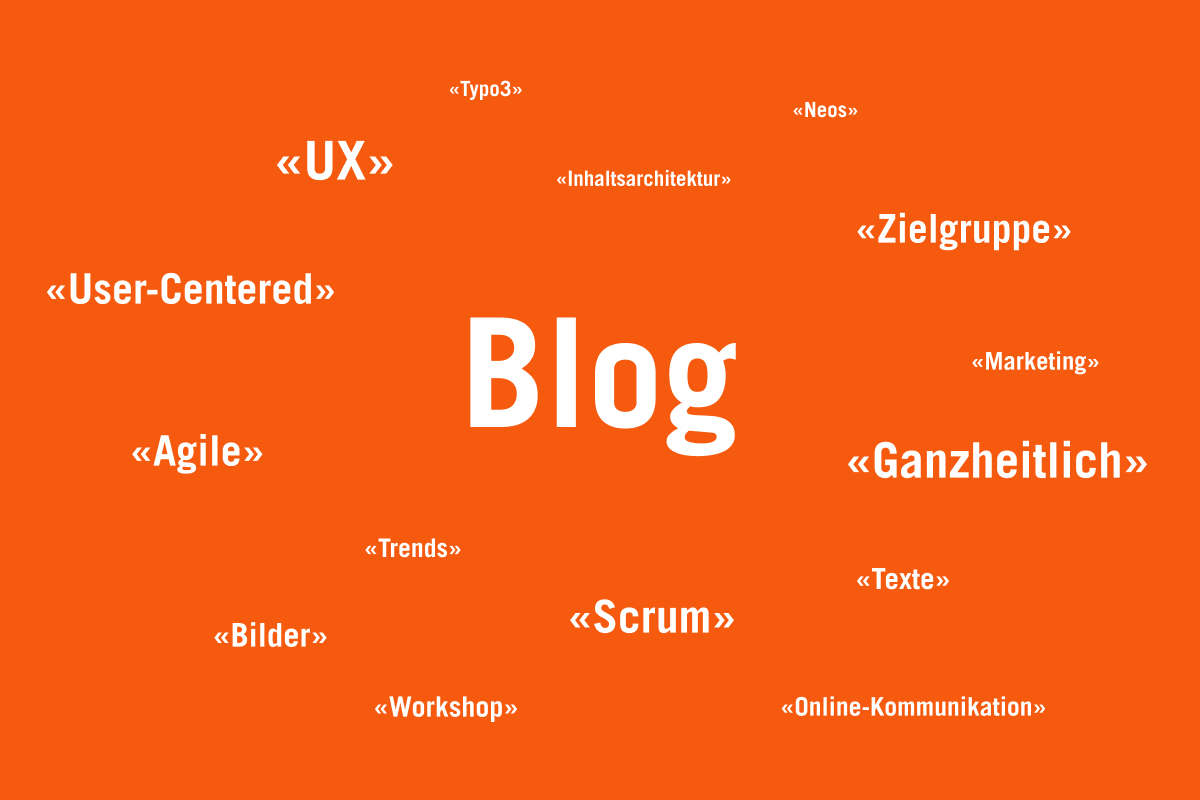 «Typo3»
«Neos»
«UX»
«Inhaltsarchitektur»
«Zielgruppe»
«User-Centered»
Blog
«Marketing»
«Agile»
«Ganzheitlich»
«Trends»
«Texte»
«Scrum»
«Bilder»
«Workshop»
«Online-Kommunikation»